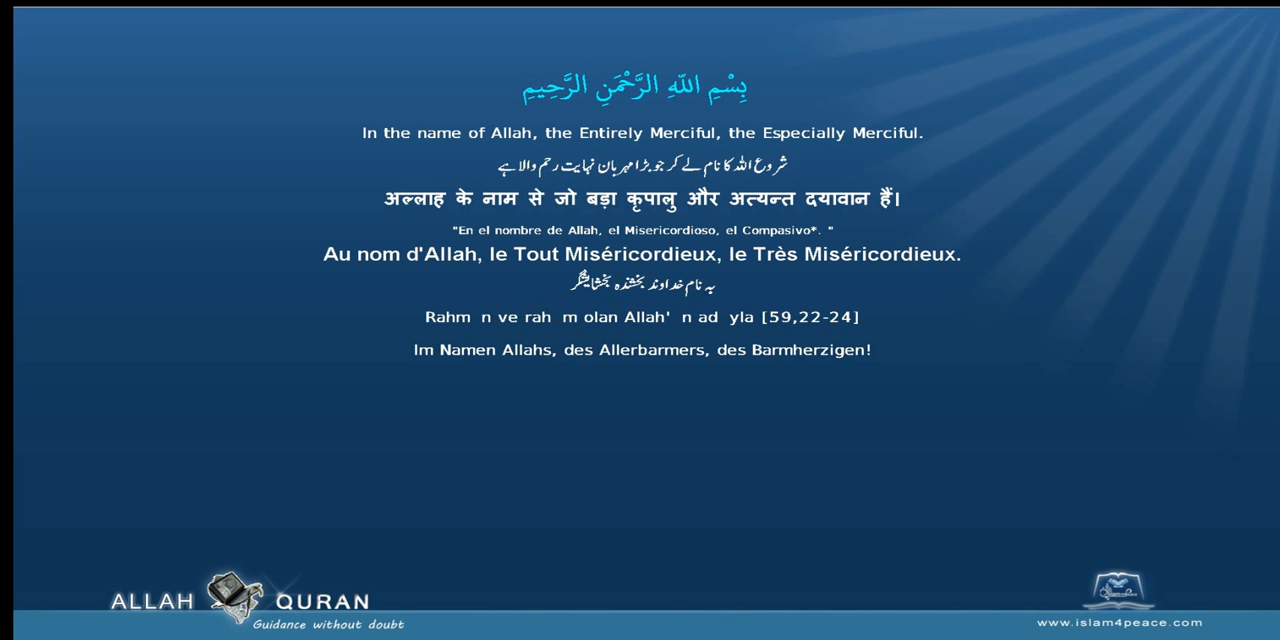 بِسْمِ اللَّهِ الرَّحْمَنِ الرَّحِيمِ
In the name of Allah, the Entirely Merciful, the Especially Merciful.
شروع الله کا نام لے کر جو بڑا مہربان نہایت رحم والا ہے
अल्लाह के नाम से जो बड़ा कृपालु और अत्यन्त दयावान हैं।
"En el nombre de Allah, el Misericordioso, el Compasivo*. "
Au nom d'Allah, le Tout Miséricordieux, le Très Miséricordieux.
به نام خداوند بخشنده بخشایشگر
Rahm n ve rah m olan Allah' n ad yla [59,22-24]
Im Namen Allahs, des Allerbarmers, des Barmherzigen!
ALLAH QURAN
Guidance without doubt
www.islam4peace.com